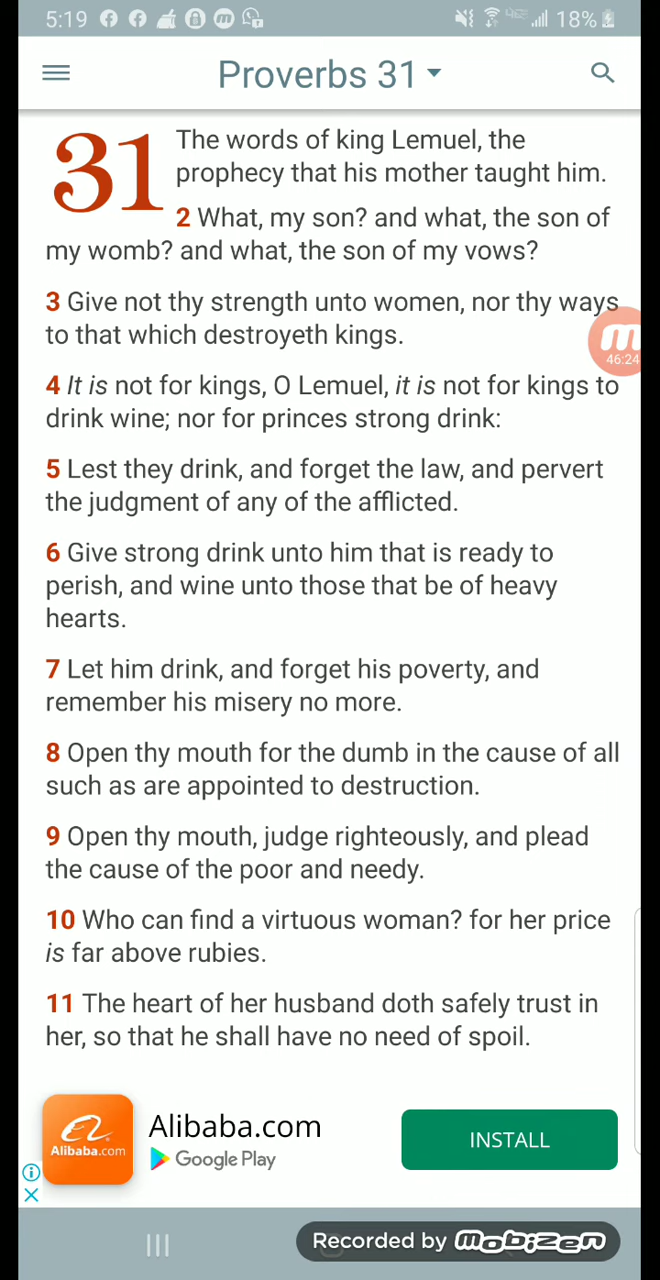 5:19
18%
Proverbs 31
31 The words of king Lemuel, the
prophecy that his mother taught him.
2 What, my son? and what, the son of
my womb? and what, the son of my vows?
3 Give not thy strength unto women, nor thy ways
to that which destroyeth kings.
46:24
4 It is not for kings, O Lemuel, it is not for kings to
drink wine; nor for princes strong drink:
5 Lest they drink, and forget the law, and pervert
the judgment of any of the afflicted.
6 Give strong drink unto him that is ready to
perish, and wine unto those that be of heavy
hearts.
7 Let him drink, and forget his poverty, and
remember his misery no more.
8 Open thy mouth for the dumb in the cause of all
such as are appointed to destruction.
9 Open thy mouth, judge righteously, and plead
the cause of the poor and needy.
10 Who can find a virtuous woman? for her price
is far above rubies.
11 The heart of her husband doth safely trust in
her, so that he shall have no need of spoil.
Alibaba.com
Alibaba.com
Google Play
INSTALL
Recorded by mobizen